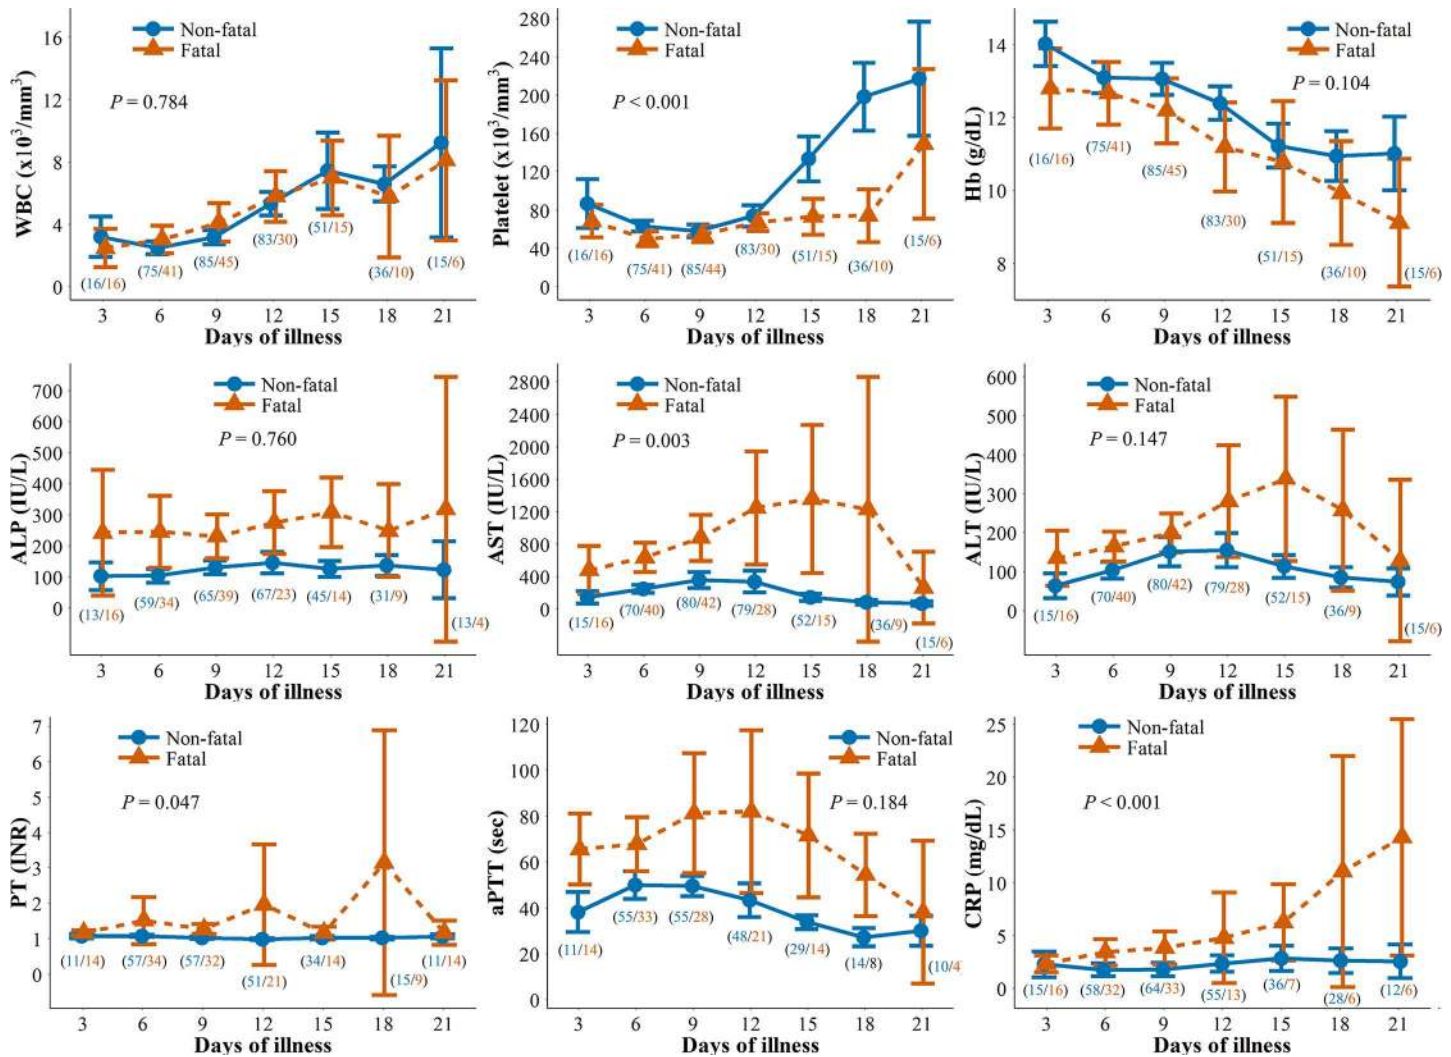 WBC (x10³/mm³)
16
12
8
4
0
Non-fatal
Fatal
P = 0.784
(16/16)
(75/41)
(85/45)
(83/30)
(51/15)
(36/10)
(15/6)
3 6 9 12 15 18 21
Days of illness
Platelet (x10³/mm³)
280
240
200
160
120
80
40
0
Non-fatal
Fatal
P < 0.001
(16/16)
(75/41)
(85/44)
(83/30)
(51/15)
(36/10)
(15/6)
3 6 9 12 15 18 21
Days of illness
Hb (g/dL)
14
12
10
8
Non-fatal
Fatal
P = 0.104
(16/16)
(75/41)
(85/45)
(83/30)
(51/15)
(36/10)
(15/6)
3 6 9 12 15 18 21
Days of illness
ALP (IU/L)
700
600
500
400
300
200
100
0
Non-fatal
Fatal
P = 0.760
(13/16)
(59/34)
(65/39)
(67/23)
(45/14)
(31/9)
(13/4)
3 6 9 12 15 18 21
Days of illness
AST (IU/L)
2800
2400
2000
1600
1200
800
400
0
Non-fatal
Fatal
P = 0.003
(15/16)
(70/40)
(80/42)
(79/28)
(52/15)
(36/9)
(15/6)
3 6 9 12 15 18 21
Days of illness
ALT (IU/L)
600
500
400
300
200
100
0
Non-fatal
Fatal
P = 0.147
(15/16)
(70/40)
(80/42)
(79/28)
(52/15)
(36/9)
(15/6)
3 6 9 12 15 18 21
Days of illness
PT (INR)
7
6
5
4
3
2
1
0
Non-fatal
Fatal
P = 0.047
(11/14)
(57/34)
(57/32)
(51/21)
(34/14)
(15/9)
(11/14)
3 6 9 12 15 18 21
Days of illness
aPTT (sec)
120
100
80
60
40
20
0
Non-fatal
Fatal
P = 0.184
(11/14)
(55/33)
(55/28)
(48/21)
(29/14)
(14/8)
(10/4
3 6 9 12 15 18 21
Days of illness
CRP (mg/dL)
25
20
15
10
5
0
Non-fatal
Fatal
P < 0.001
(15/16)
(58/32)
(64/33)
(55/13)
(36/7)
(28/6)
(12/6)
3 6 9 12 15 18 21
Days of illness